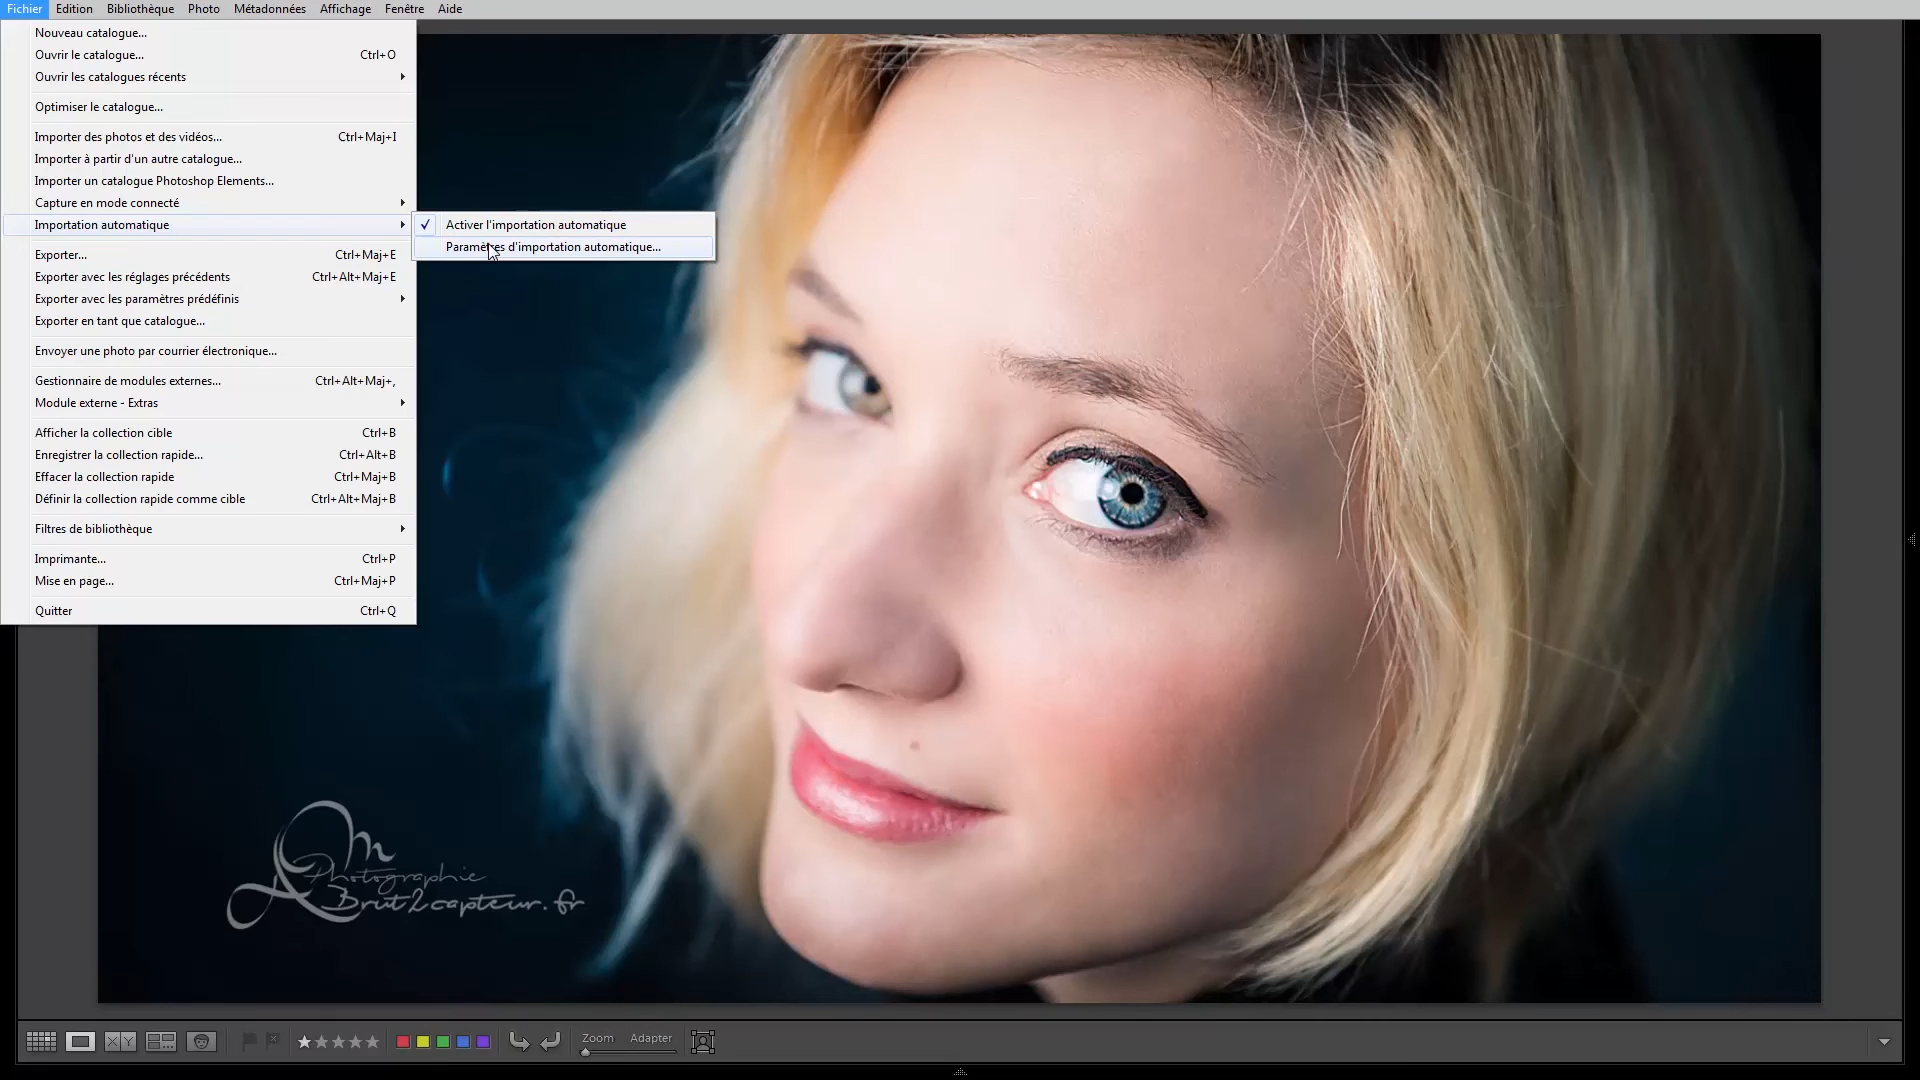 Fichier Edition Bibliothèque Photo Métadonnées Affichage Fenêtre Aide
Nouveau catalogue...
Ouvrir le catalogue... Ctrl+O
Ouvrir les catalogues récents
Optimiser le catalogue...
Importer des photos et des vidéos... Ctrl+Maj+I
Importer à partir d'un autre catalogue...
Importer un catalogue Photoshop Elements...
Capture en mode connecté
Importation automatique
Activer l'importation automatique
Paramètres d'importation automatique...
Exporter... Ctrl+Maj+E
Exporter avec les réglages précédents Ctrl+Alt+Maj+E
Exporter avec les paramètres prédéfinis
Exporter en tant que catalogue...
Envoyer une photo par courrier électronique...
Gestionnaire de modules externes... Ctrl+Alt+Maj+,
Module externe - Extras
Afficher la collection cible Ctrl+B
Enregistrer la collection rapide... Ctrl+Alt+B
Effacer la collection rapide Ctrl+Maj+B
Définir la collection rapide comme cible Ctrl+Alt+Maj+B
Filtres de bibliothèque
Imprimante... Ctrl+P
Mise en page... Ctrl+Maj+P
Quitter Ctrl+Q
Photographie
Brut2capteur.fr
X Y
Zoom Adapter